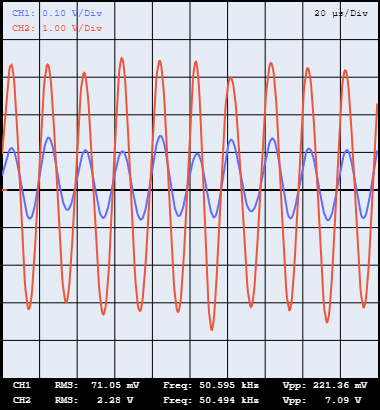 CH1: 0.10 V/Div 20 µs/Div
CH2: 1.00 V/Div
CH1 RMS: 71.05 mV Freq: 50.595 kHz Vpp: 221.36 mV
CH2 RMS: 2.28 V Freq: 50.494 kHz Vpp: 7.09 V